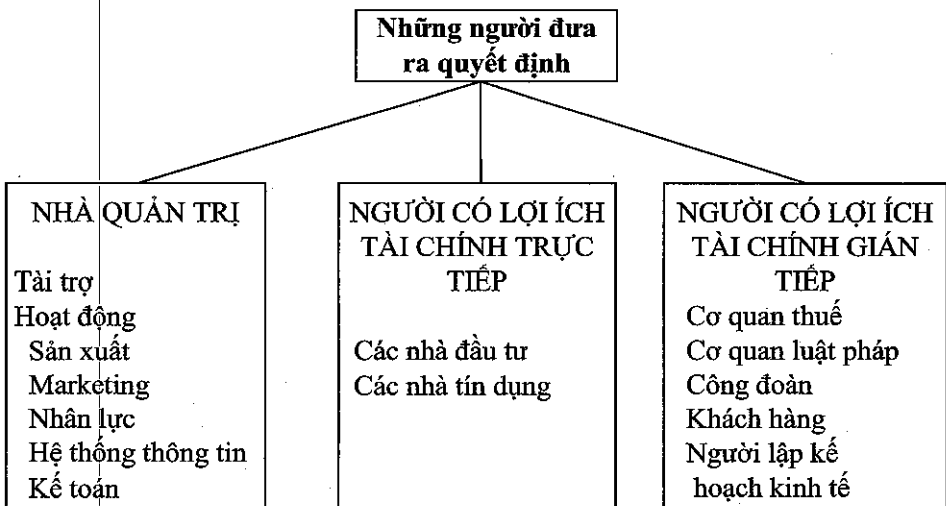 Những người đưa
ra quyết định
NHÀ QUẢN TRỊ
Tài trợ
Hoạt động
Sản xuất
Marketing
Nhân lực
Hệ thống thông tin
Kế toán
NGƯỜI CÓ LỢI ÍCH
TÀI CHÍNH TRỰC
TIẾP
Các nhà đầu tư
Các nhà tín dụng
NGƯỜI CÓ LỢI ÍCH
TÀI CHÍNH GIÁN
TIẾP
Cơ quan thuế
Cơ quan luật pháp
Công đoàn
Khách hàng
Người lập kế
hoạch kinh tế